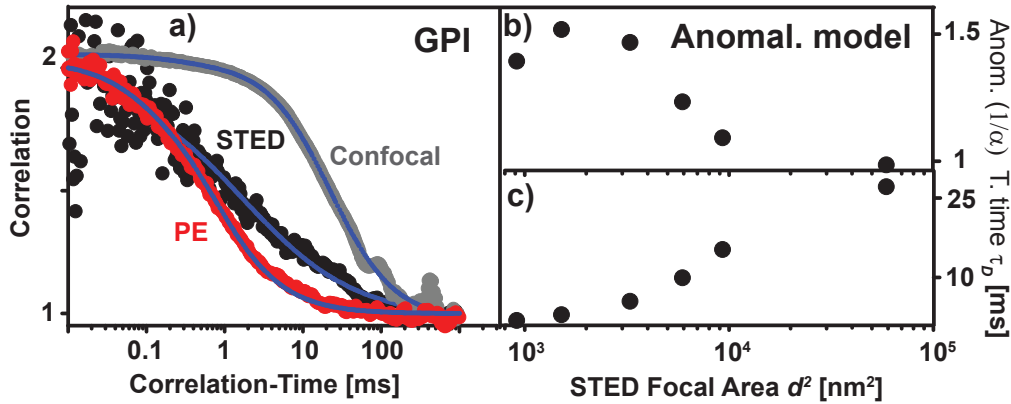 a)
GPI
2
STED
Confocal
PE
1
Correlation
0.1 1 10 100
Correlation-Time [ms]
b)
Anomal. model
1.5
1
Anom. (1/α)
c)
25
10
T. time τD [ms]
10³ 10⁴ 10⁵
STED Focal Area d² [nm²]